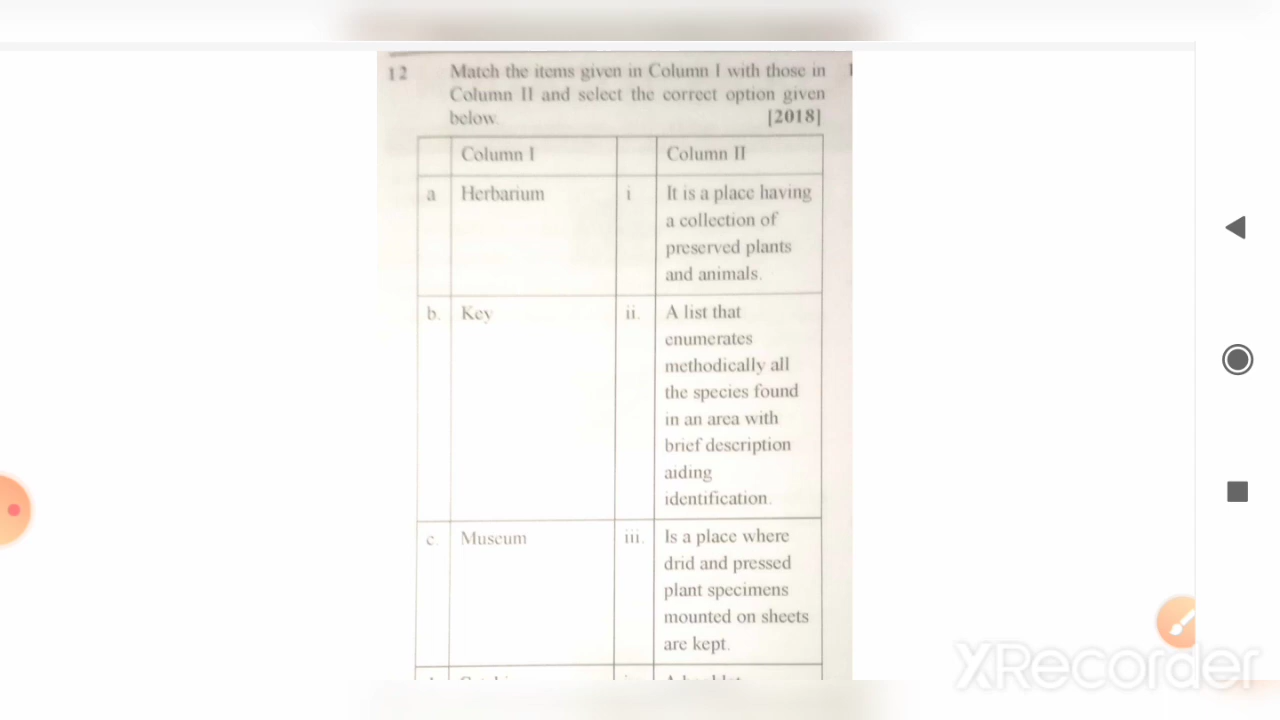 12 Match the items given in Column I with those in
Column II and select the correct option given
below. [2018]
Column I Column II
a Herbarium i It is a place having
a collection of
preserved plants
and animals.
b. Key ii. A list that
enumerates
methodically all
the species found
in an area with
brief description
aiding
identification.
c. Museum iii. Is a place where
drid and pressed
plant specimens
mounted on sheets
are kept.
XRecorder